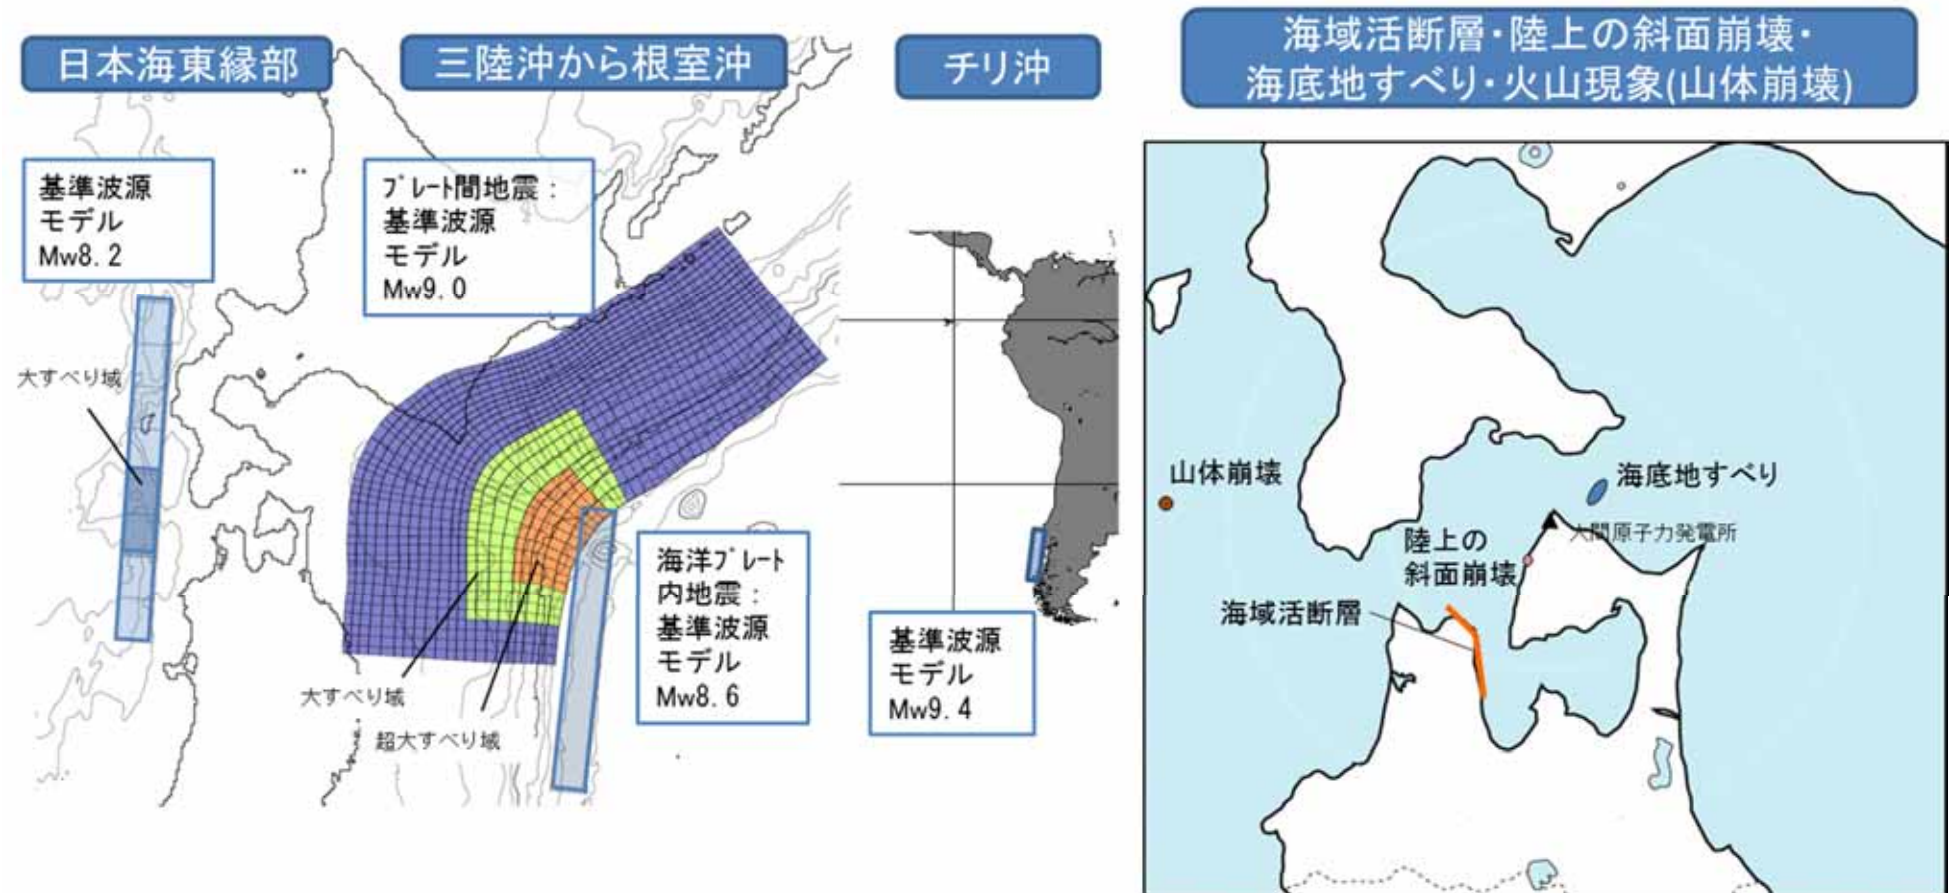 日本海東縁部
三陸沖から根室沖
チリ沖
海域活断層・陸上の斜面崩壊・
海底地すべり・火山現象(山体崩壊)
基準波源
モデル
Mw8.2
大すべり域
プレート間地震：
基準波源
モデル
Mw9.0
大すべり域
超大すべり域
海洋プレート
内地震：
基準波源
モデル
Mw8.6
基準波源
モデル
Mw9.4
山体崩壊
海底地すべり
大間原子力発電所
陸上の
斜面崩壊
海域活断層